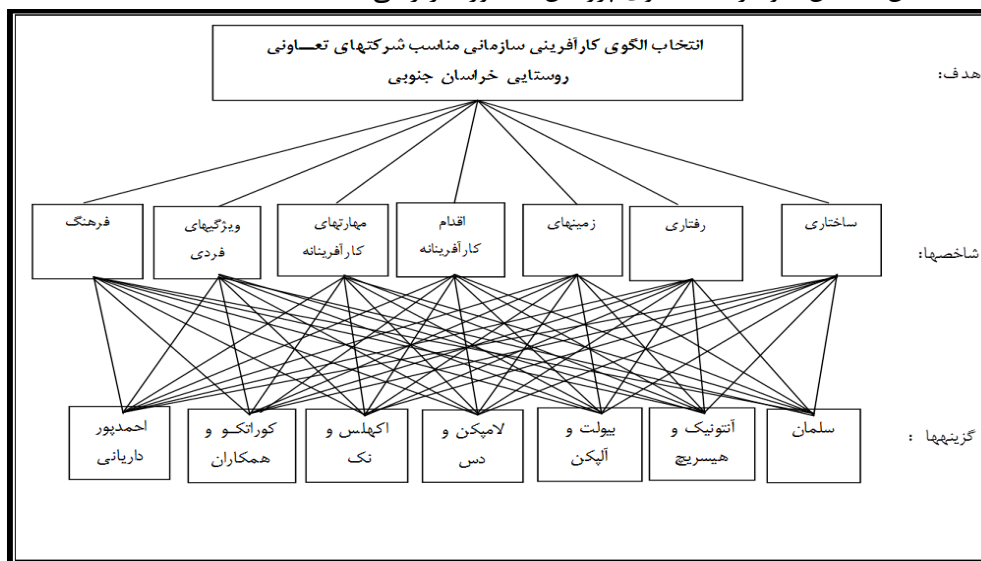 انتخاب الگوی کارآفرینی سازمانی مناسب شرکتهای تعـــاونی
روستایی خراسان جنوبی
هدف:
ساختاری
رفتاری
زمینهای
اقدام
کارآفرینانه
مهارتهای
کارآفرینانه
ویژگیهای
فردی
فرهنگ
شاخصها:
سلمان
آنتونیک و
هیسریچ
ییولت و
آلپکن
لامپکن و
دس
اکهلس و
نک
کوراتکـو و
همکاران
احمدپور
داریانی
گزینهها :